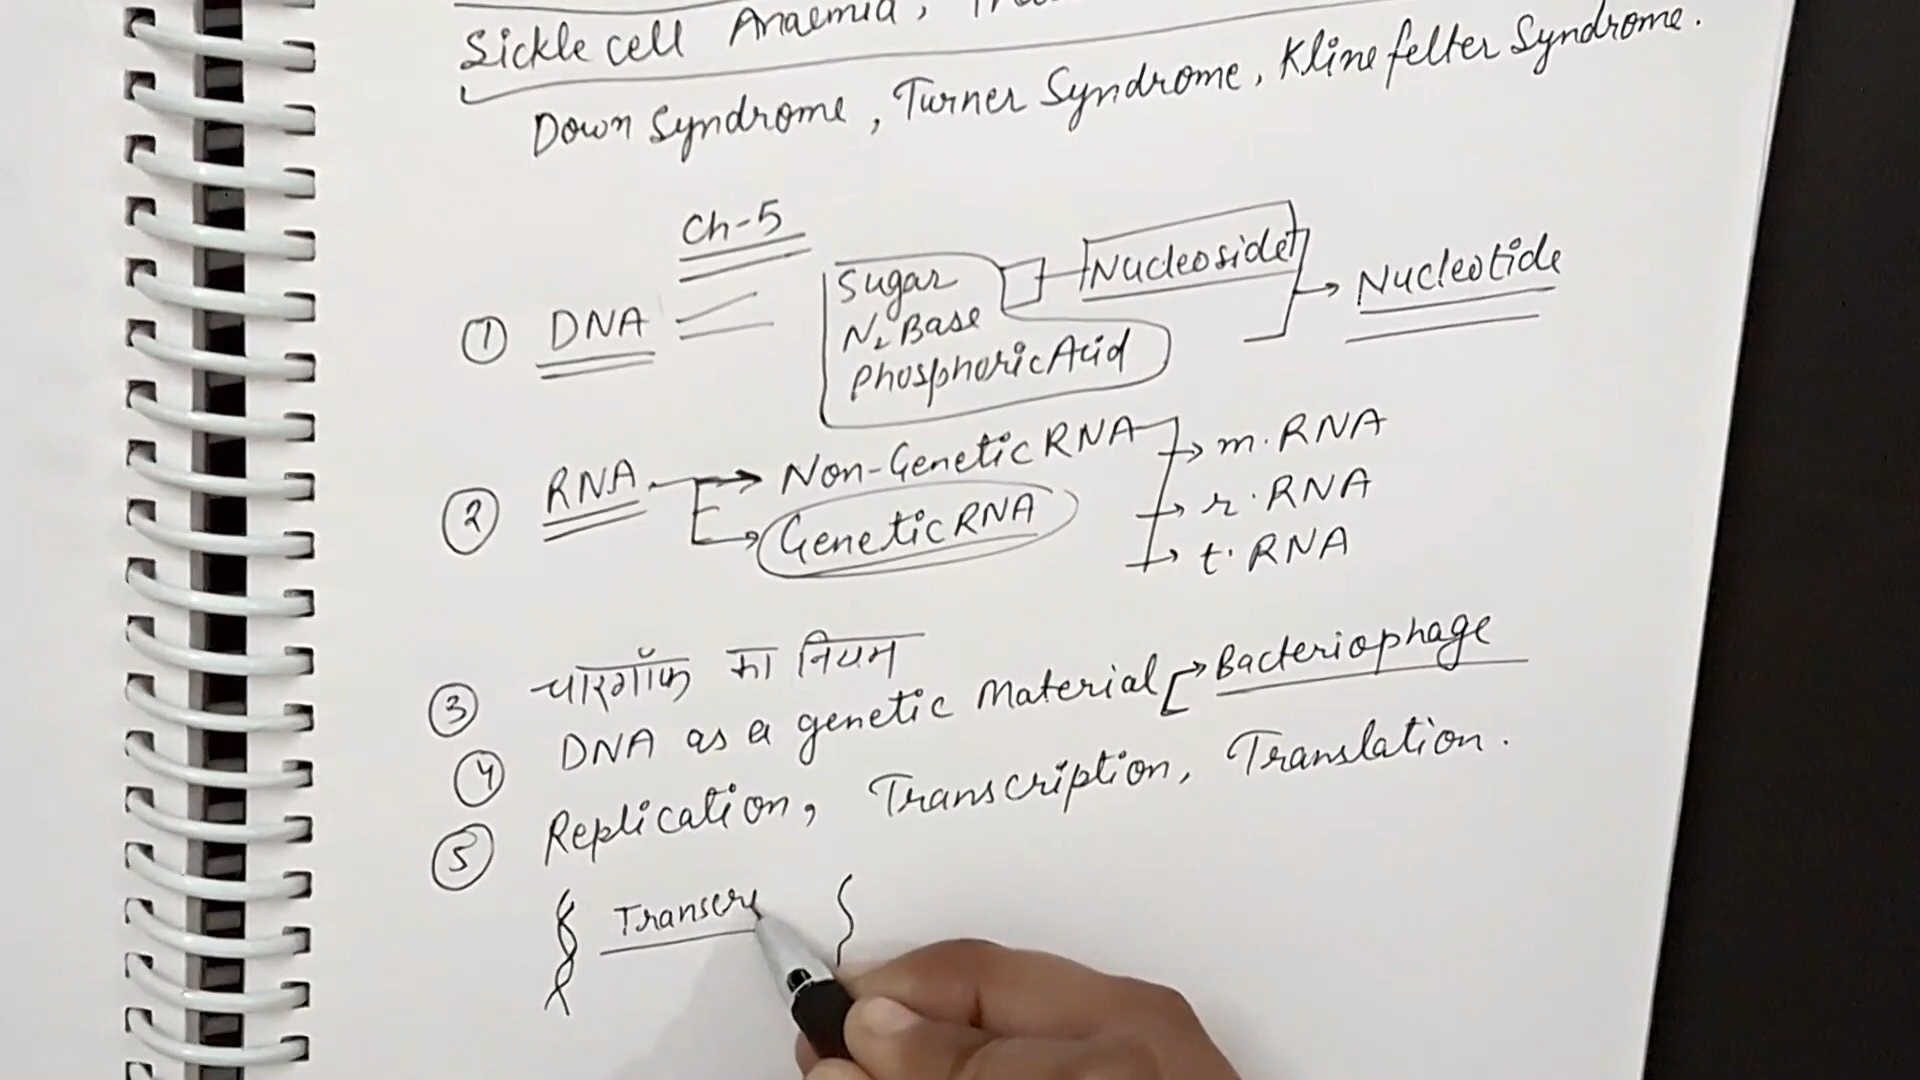 Sickle cell Anaemia,
Down Syndrome, Turner Syndrome, Klinefelter Syndrome.
Ch-5
① DNA
Sugar
N₂ Base
Phosphoric Acid
Nucleoside
Nucleotide
② RNA
Non-Genetic RNA
Genetic RNA
m.RNA
r.RNA
t.RNA
③ चारगॉफ का नियम
④ DNA as a genetic Material Bacteriophage
⑤ Replication, Transcription, Translation.
Transcri